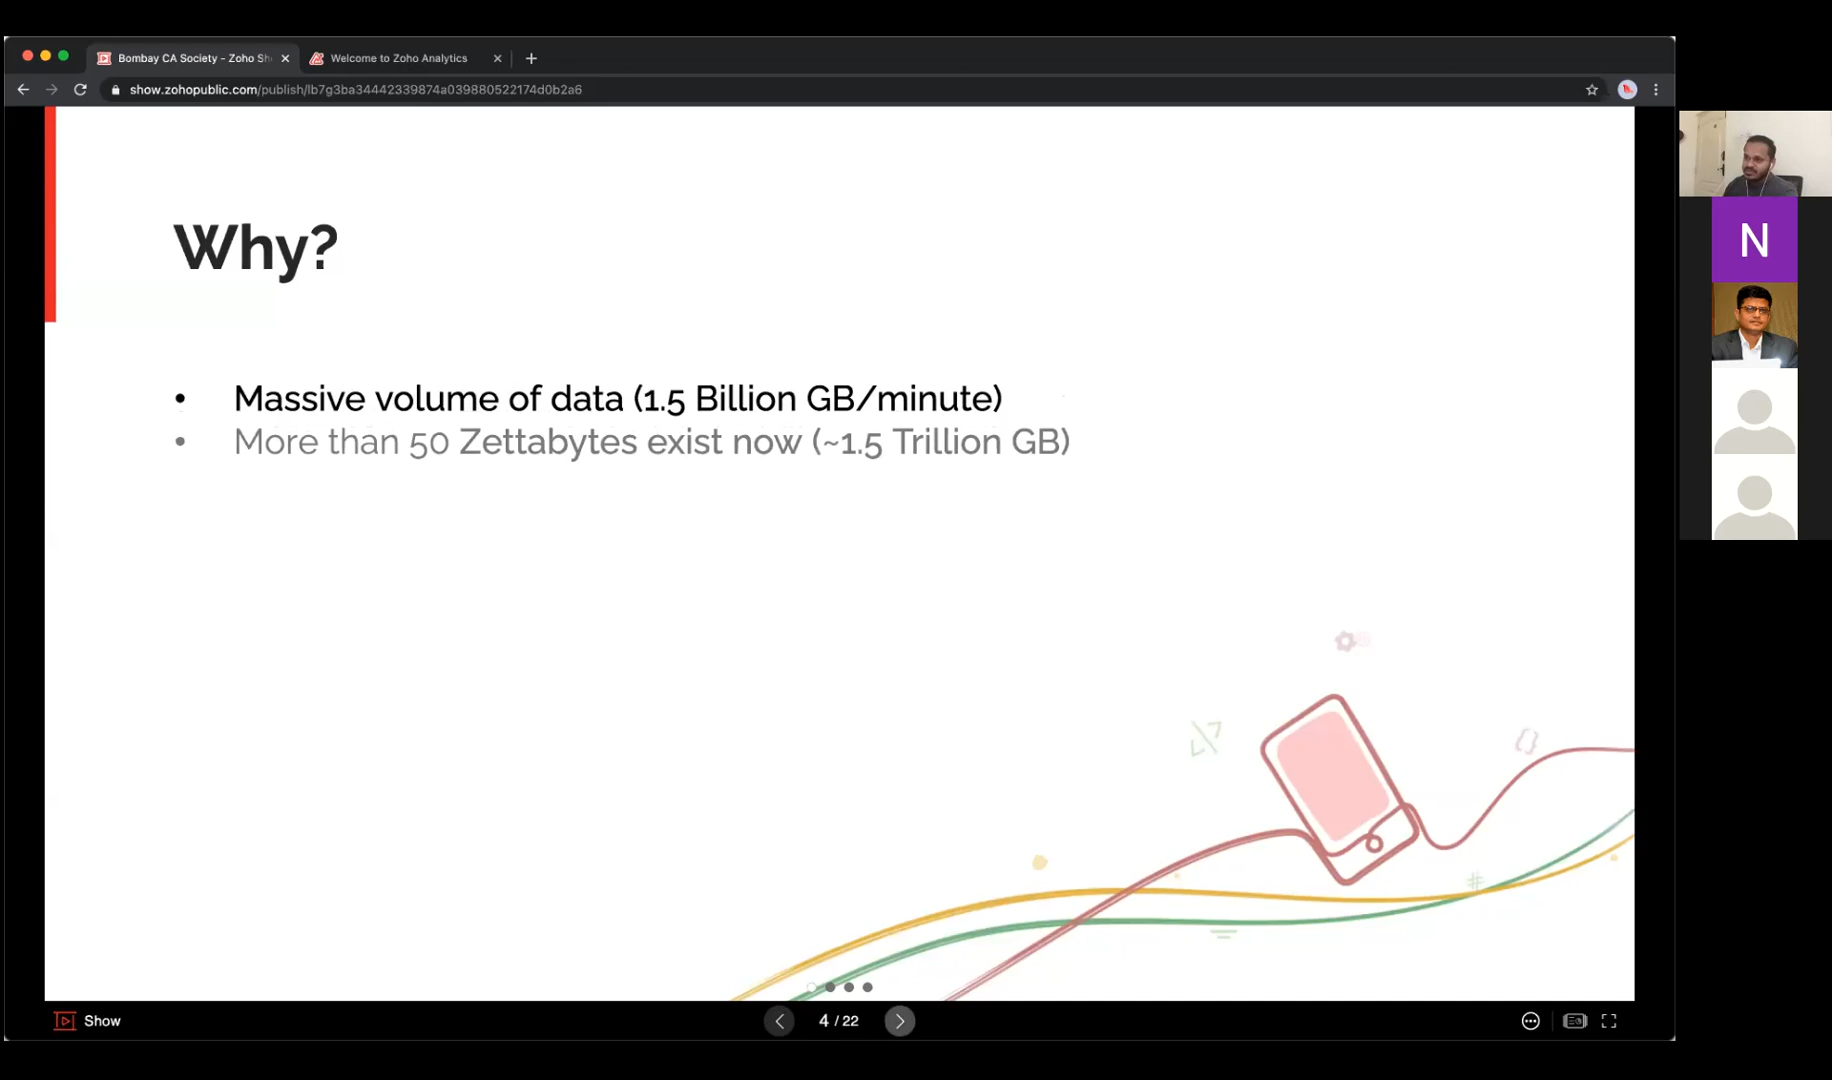 Bombay CA Society - Zoho Sh
Welcome to Zoho Analytics
show.zohopublic.com/publish/lb7g3ba34442339874a039880522174d0b2a6
N
Why?
• Massive volume of data (1.5 Billion GB/minute)
• More than 50 Zettabytes exist now (~1.5 Trillion GB)
{}
#
Show
4 / 22